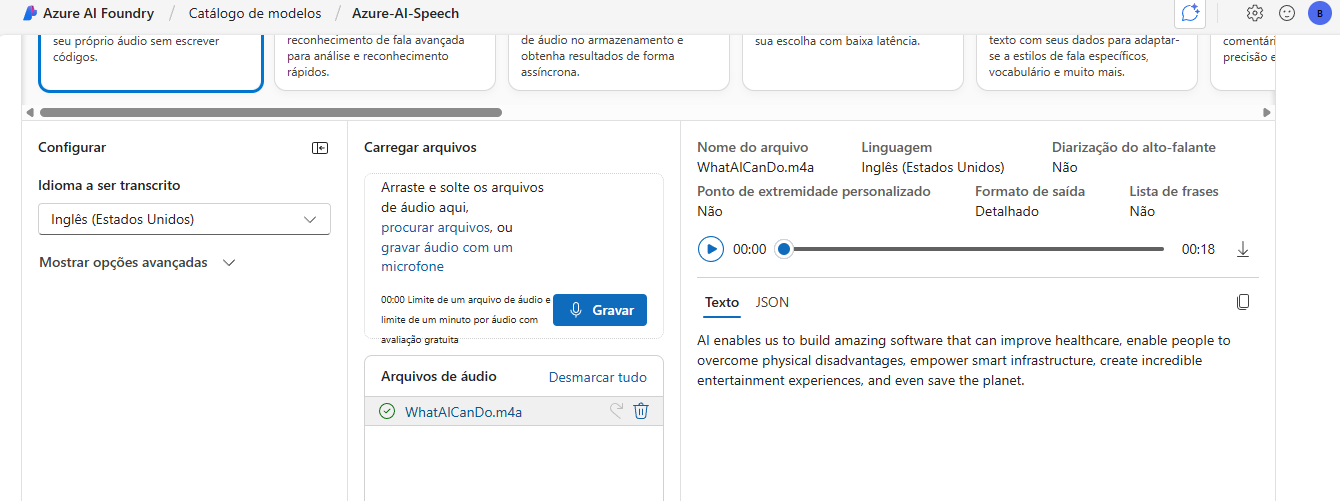 Azure AI Foundry / Catálogo de modelos / Azure-AI-Speech
B
seu próprio áudio sem escrever
códigos.
reconhecimento de fala avançada
para análise e reconhecimento
rápidos.
de áudio no armazenamento e
obtenha resultados de forma
assíncrona.
sua escolha com baixa latência.
texto com seus dados para adaptar-
se a estilos de fala específicos,
vocabulário e muito mais.
comentári
precisão e
Configurar
Idioma a ser transcrito
Inglês (Estados Unidos)
Mostrar opções avançadas
Carregar arquivos
Arraste e solte os arquivos
de áudio aqui,
procurar arquivos, ou
gravar áudio com um
microfone
00:00 Limite de um arquivo de áudio e
limite de um minuto por áudio com
avaliação gratuita
Gravar
Arquivos de áudio Desmarcar tudo
WhatAICanDo.m4a
Nome do arquivo Linguagem Diarização do alto-falante
WhatAICanDo.m4a Inglês (Estados Unidos) Não
Ponto de extremidade personalizado Formato de saída Lista de frases
Não Detalhado Não
00:00 00:18
Texto JSON
AI enables us to build amazing software that can improve healthcare, enable people to
overcome physical disadvantages, empower smart infrastructure, create incredible
entertainment experiences, and even save the planet.